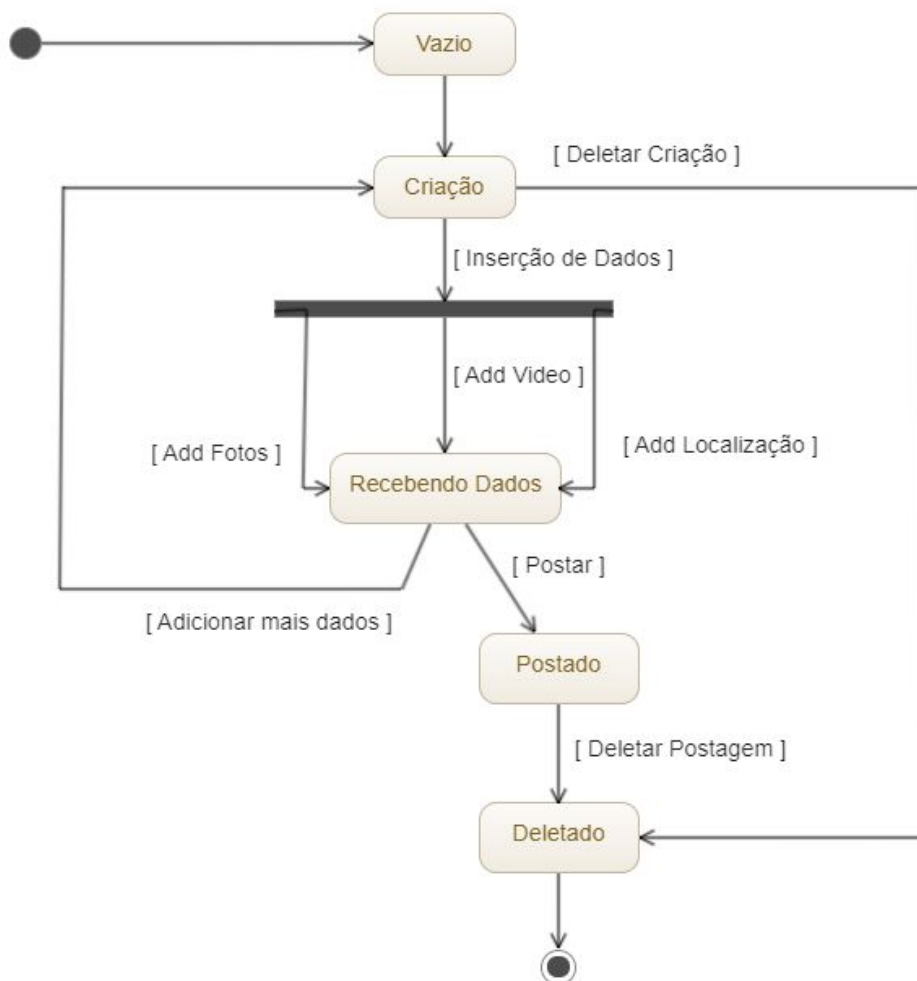 Vazio
[ Deletar Criação ]
Criação
[ Inserção de Dados ]
[ Add Video ]
[ Add Fotos ]
[ Add Localização ]
Recebendo Dados
[ Postar ]
[ Adicionar mais dados ]
Postado
[ Deletar Postagem ]
Deletado